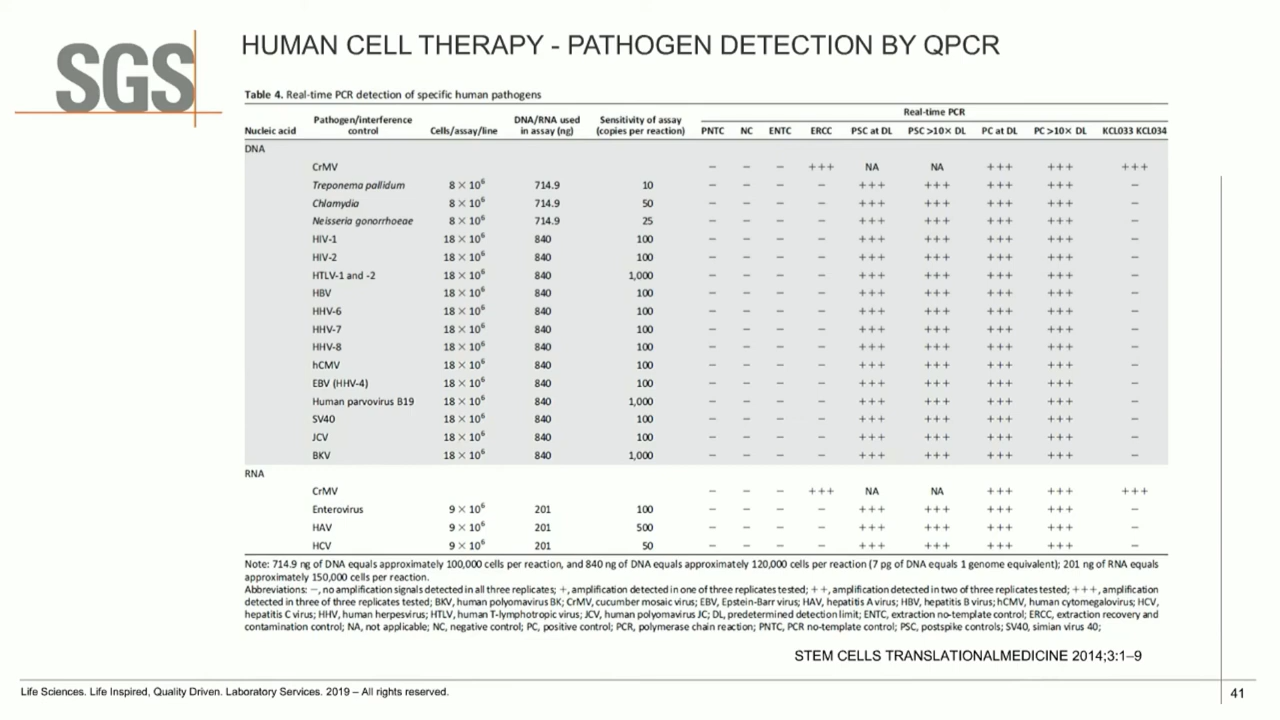 SGS
HUMAN CELL THERAPY - PATHOGEN DETECTION BY QPCR
Table 4. Real-time PCR detection of specific human pathogens
Real-time PCR
Nucleic acid Pathogen/interference control Cells/assay/line DNA/RNA used in assay (ng) Sensitivity of assay (copies per reaction) PNTC NC ENTC ERCC PSC at DL PSC >10× DL PC at DL PC >10× DL KCL033 KCL034
DNA
CrMV − − − +++ NA NA +++ +++ +++
Treponema pallidum 8 × 10⁶ 714.9 10 − − − − +++ +++ +++ +++ −
Chlamydia 8 × 10⁶ 714.9 50 − − − − +++ +++ +++ +++ −
Neisseria gonorrhoeae 8 × 10⁶ 714.9 25 − − − − +++ +++ +++ +++ −
HIV-1 18 × 10⁶ 840 100 − − − − +++ +++ +++ +++ −
HIV-2 18 × 10⁶ 840 100 − − − − +++ +++ +++ +++ −
HTLV-1 and -2 18 × 10⁶ 840 1,000 − − − − +++ +++ +++ +++ −
HBV 18 × 10⁶ 840 100 − − − − +++ +++ +++ +++ −
HHV-6 18 × 10⁶ 840 100 − − − − +++ +++ +++ +++ −
HHV-7 18 × 10⁶ 840 100 − − − − +++ +++ +++ +++ −
HHV-8 18 × 10⁶ 840 100 − − − − +++ +++ +++ +++ −
hCMV 18 × 10⁶ 840 100 − − − − +++ +++ +++ +++ −
EBV (HHV-4) 18 × 10⁶ 840 100 − − − − +++ +++ +++ +++ −
Human parvovirus B19 18 × 10⁶ 840 1,000 − − − − +++ +++ +++ +++ −
SV40 18 × 10⁶ 840 100 − − − − +++ +++ +++ +++ −
JCV 18 × 10⁶ 840 100 − − − − +++ +++ +++ +++ −
BKV 18 × 10⁶ 840 1,000 − − − − +++ +++ +++ +++ −
RNA
CrMV − − − +++ NA NA +++ +++ +++
Enterovirus 9 × 10⁶ 201 100 − − − − +++ +++ +++ +++ −
HAV 9 × 10⁶ 201 500 − − − − +++ +++ +++ +++ −
HCV 9 × 10⁶ 201 50 − − − − +++ +++ +++ +++ −
Note: 714.9 ng of DNA equals approximately 100,000 cells per reaction, and 840 ng of DNA equals approximately 120,000 cells per reaction (7 pg of DNA equals 1 genome equivalent); 201 ng of RNA equals
approximately 150,000 cells per reaction.
Abbreviations: −, no amplification signals detected in all three replicates; +, amplification detected in one of three replicates tested; ++, amplification detected in two of three replicates tested; +++, amplification
detected in three of three replicates tested; BKV, human polyomavirus BK; CrMV, cucumber mosaic virus; EBV, Epstein-Barr virus; HAV, hepatitis A virus; HBV, hepatitis B virus; hCMV, human cytomegalovirus; HCV,
hepatitis C virus; HHV, human herpesvirus; HTLV, human T-lymphotropic virus; JCV, human polyomavirus JC; DL, predetermined detection limit; ENTC, extraction no-template control; ERCC, extraction recovery and
contamination control; NA, not applicable; NC, negative control; PC, positive control; PCR, polymerse chain reaction; PNTC, PCR no-template control; PSC, postspike controls; SV40, simian virus 40;
STEM CELLS TRANSLATIONALMEDICINE 2014;3:1–9
Life Sciences. Life Inspired, Quality Driven. Laboratory Services. 2019 – All rights reserved.
41